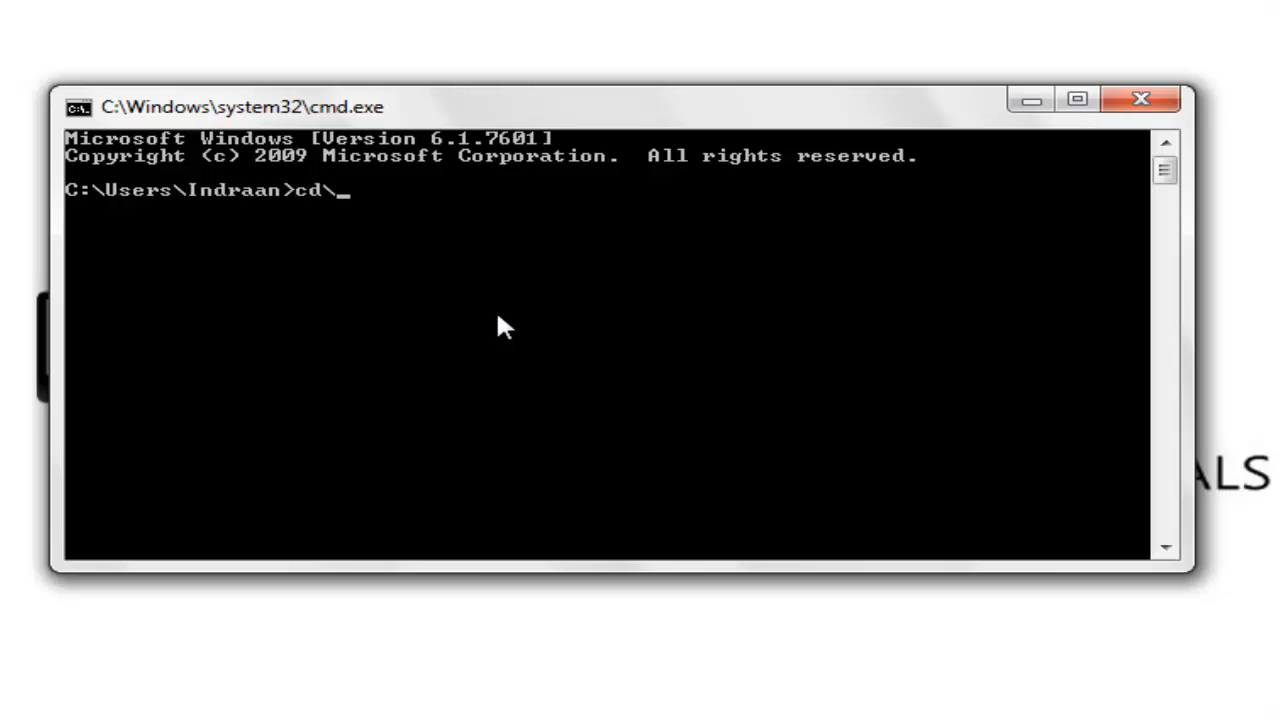 C:\Windows\system32\cmd.exe
Microsoft Windows [Version 6.1.7601]
Copyright (c) 2009 Microsoft Corporation.  All rights reserved.
C:\Users\Indraan>cd\_
ALS